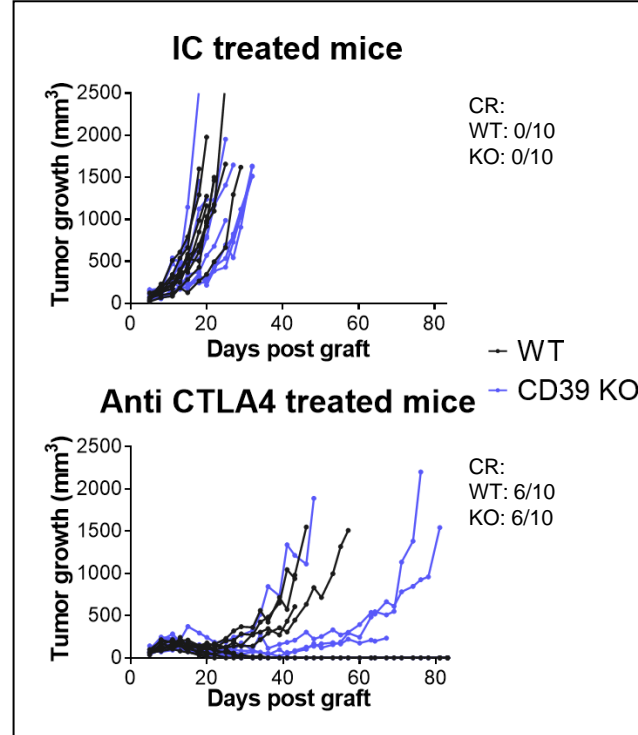 IC treated mice
Tumor growth (mm³)
2500
2000
1500
1000
500
0
0 20 40 60 80
Days post graft
CR:
WT: 0/10
KO: 0/10
WT
CD39 KO
Anti CTLA4 treated mice
Tumor growth (mm³)
2500
2000
1500
1000
500
0
0 20 40 60 80
Days post graft
CR:
WT: 6/10
KO: 6/10